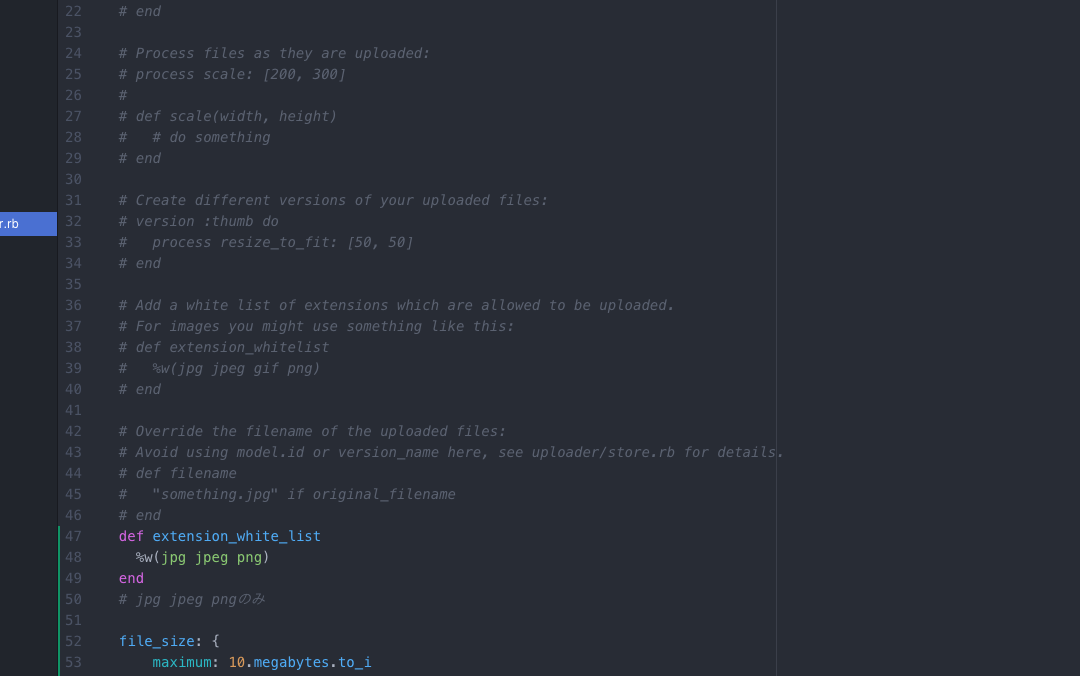 22 # end
23
24 # Process files as they are uploaded:
25 # process scale: [200, 300]
26 #
27 # def scale(width, height)
28 #   # do something
29 # end
30
31 # Create different versions of your uploaded files:
r.rb
32 # version :thumb do
33 #   process resize_to_fit: [50, 50]
34 # end
35
36 # Add a white list of extensions which are allowed to be uploaded.
37 # For images you might use something like this:
38 # def extension_whitelist
39 #   %w(jpg jpeg gif png)
40 # end
41
42 # Override the filename of the uploaded files:
43 # Avoid using model.id or version_name here, see uploader/store.rb for details.
44 # def filename
45 #   "something.jpg" if original_filename
46 # end
47 def extension_white_list
48   %w(jpg jpeg png)
49 end
50 # jpg jpeg pngのみ
51
52 file_size: {
53     maximum: 10.megabytes.to_i